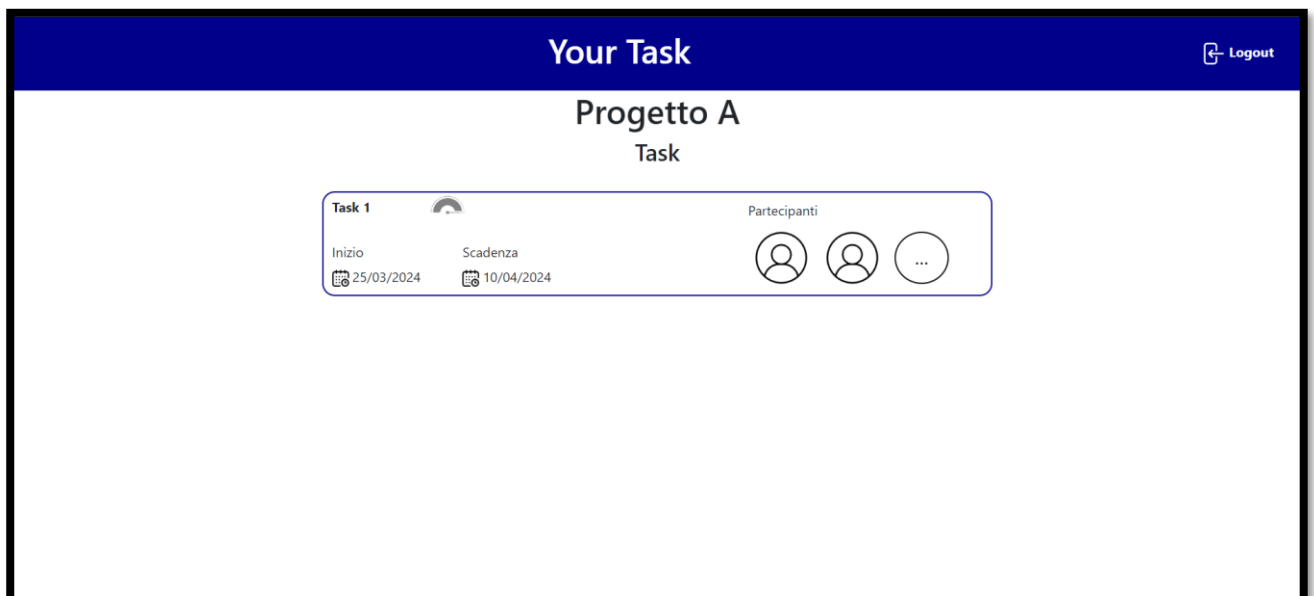 Your Task
Logout
Progetto A
Task
Task 1
Partecipanti
Inizio
Scadenza
25/03/2024
10/04/2024
...